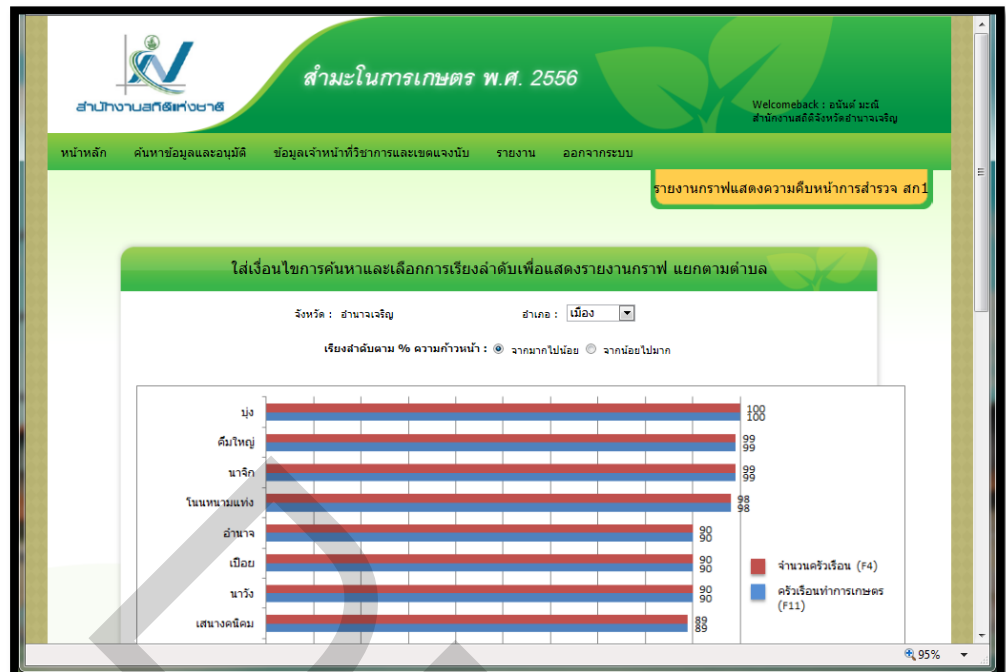 สำมะโนการเกษตร พ.ศ. 2556
สำนักงานสถิติแห่งชาติ
Welcomeback : อนันต์ มะณี
สำนักงานสถิติจังหวัดอำนาจเจริญ
หน้าหลัก ค้นหาข้อมูลและอนุมัติ ข้อมูลเจ้าหน้าที่วิชาการและเขตแจงนับ รายงาน ออกจากระบบ
รายงานกราฟแสดงความคืบหน้าการสำรวจ สก1
ใส่เงื่อนไขการค้นหาและเลือกการเรียงลำดับเพื่อแสดงรายงานกราฟ แยกตามตำบล
จังหวัด : อำนาจเจริญ อำเภอ : เมือง
เรียงลำดับตาม % ความก้าวหน้า : จากมากไปน้อย จากน้อยไปมาก
บุ่ง 100 100
คึมใหญ่ 99 99
นาจิก 99 99
โนนหนามแท่ง 98 98
อำนาจ 90 90
เปือย 90 90
นาวัง 90 90
เสนางคนิคม 89 89
จำนวนครัวเรือน (F4)
ครัวเรือนทำการเกษตร
(F11)
95%